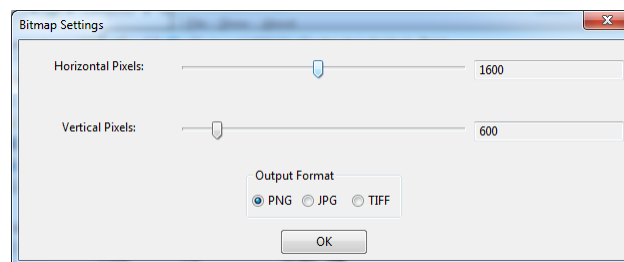 Bitmap Settings
Horizontal Pixels: 1600
Vertical Pixels: 600
Output Format
PNG JPG TIFF
OK